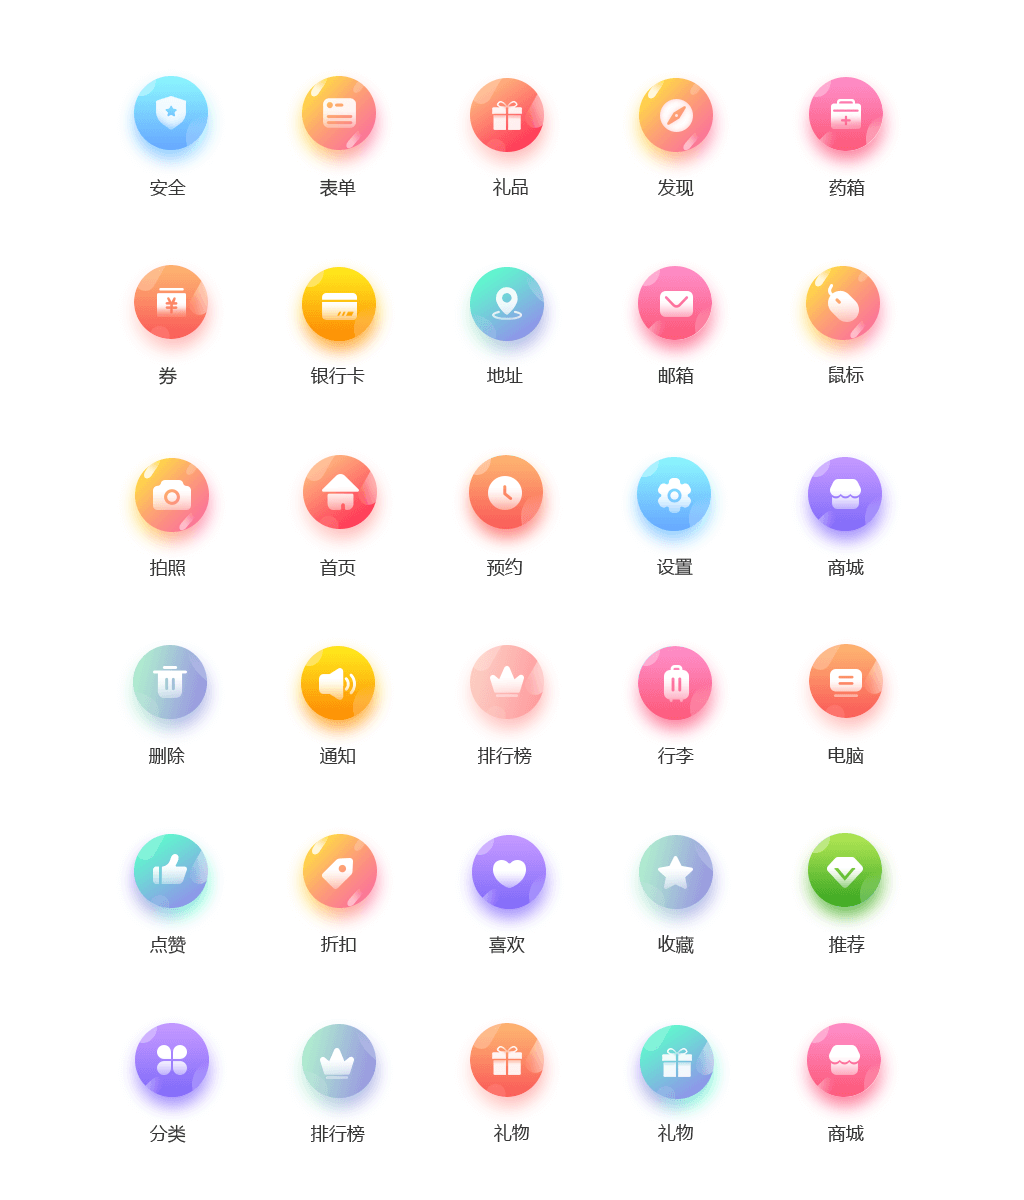 安全 表单 礼品 发现 药箱
¥
券 银行卡 地址 邮箱 鼠标
拍照 首页 预约 设置 商城
删除 通知 排行榜 行李 电脑
点赞 折扣 喜欢 收藏 推荐
分类 排行榜 礼物 礼物 商城